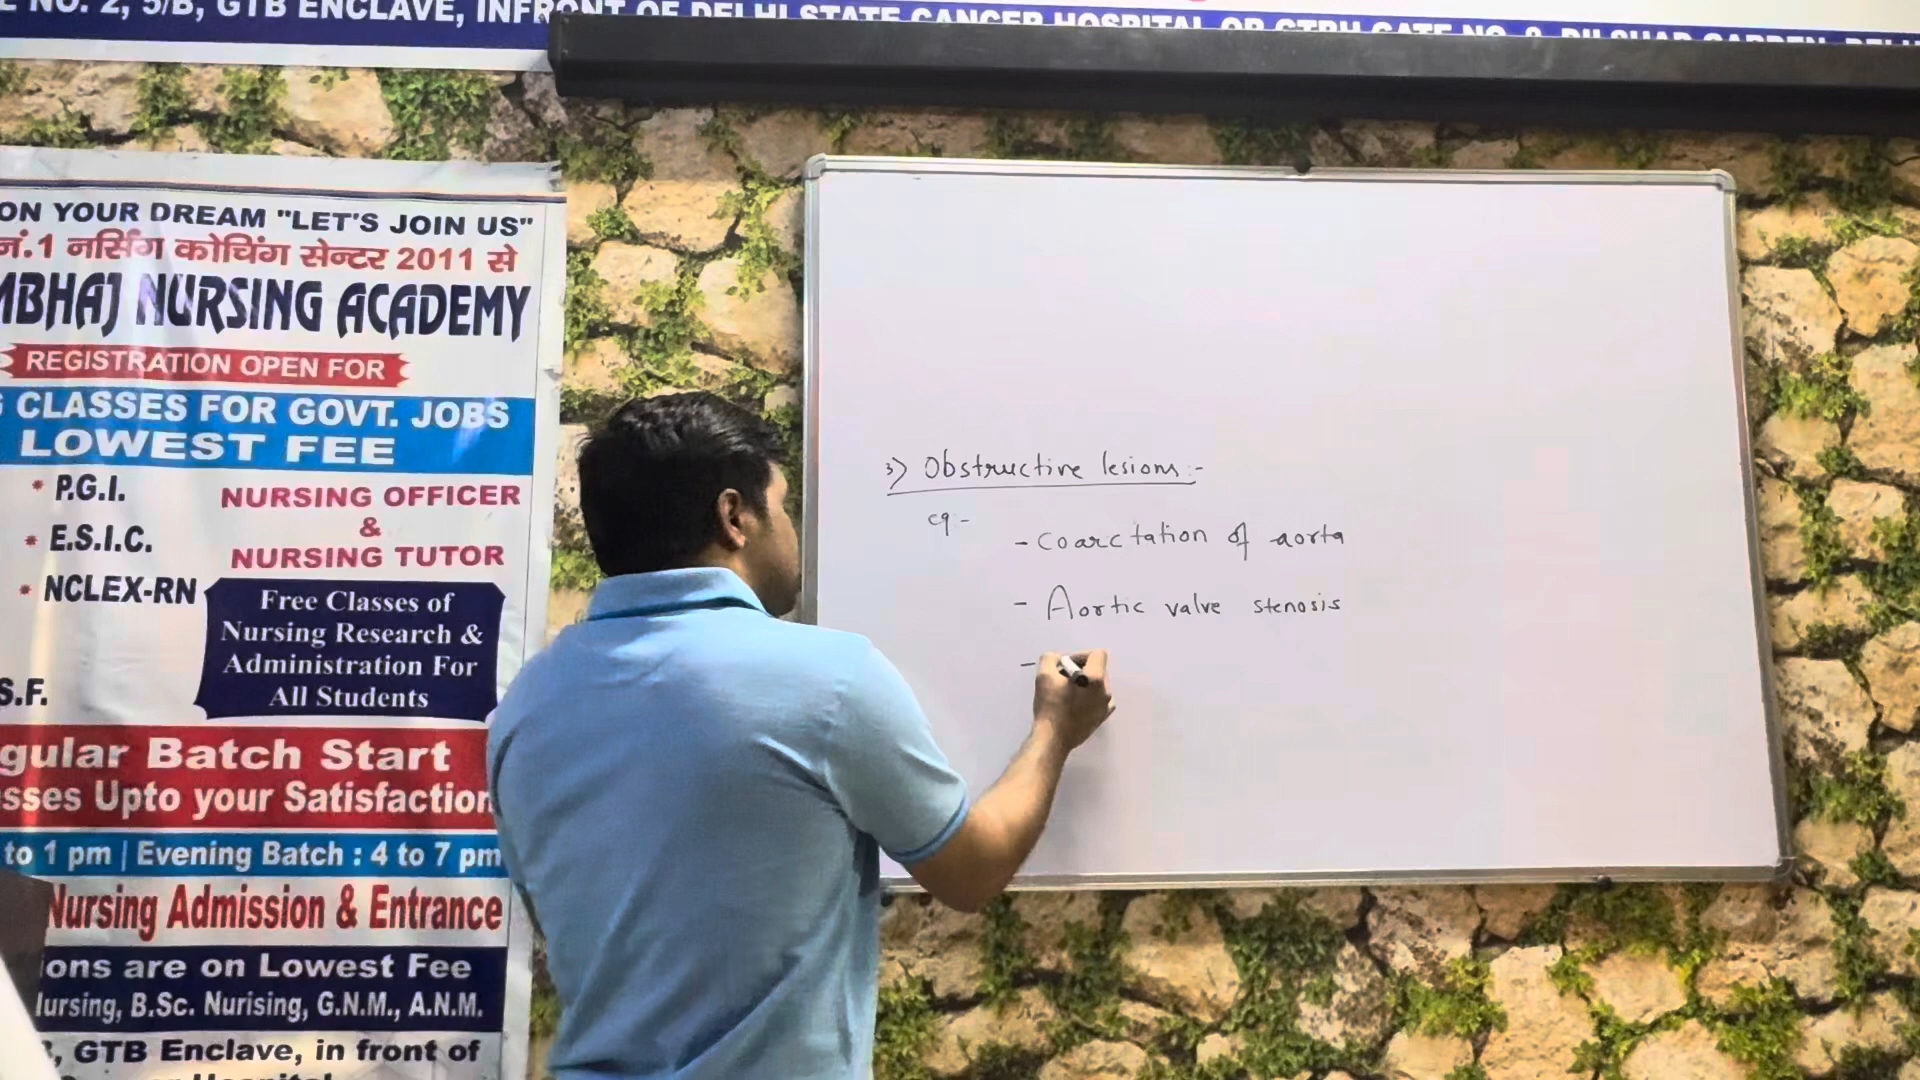 NO. 2, 5/B, GTB ENCLAVE, INFRONT OF DELHI STATE CANCER HOSPITAL OR GTBH GATE NO. 8, DILSHAD GARDEN,
ON YOUR DREAM "LET'S JOIN US"
नं.1 नर्सिंग कोचिंग सेन्टर 2011 से
MBHAJ NURSING ACADEMY
REGISTRATION OPEN FOR
CLASSES FOR GOVT. JOBS
LOWEST FEE
* P.G.I.
* E.S.I.C.
* NCLEX-RN
S.F.
NURSING OFFICER
&
NURSING TUTOR
Free Classes of
Nursing Research &
Administration For
All Students
gular Batch Start
sses Upto your Satisfaction
to 1 pm | Evening Batch : 4 to 7 pm
Nursing Admission & Entrance
ions are on Lowest Fee
Nursing, B.Sc. Nurising, G.N.M., A.N.M.
, GTB Enclave, in front of
3) Obstructive lesions:-
eg -
- Coarctation of aorta
- Aortic valve stenosis
-